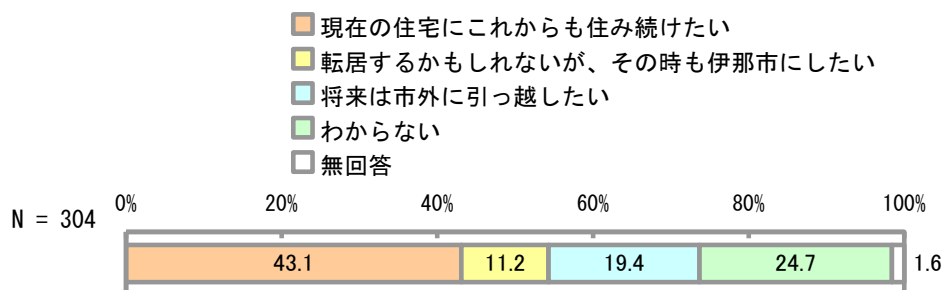 現在の住宅にこれからも住み続けたい
転居するかもしれないが、その時も伊那市にしたい
将来は市外に引っ越したい
わからない
無回答
0% 20% 40% 60% 80% 100%
N = 304
43.1 11.2 19.4 24.7 1.6